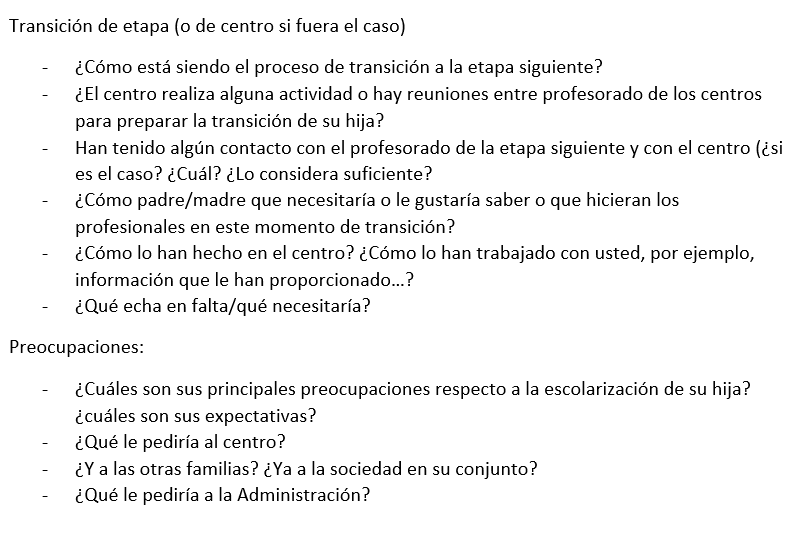 Transición de etapa (o de centro si fuera el caso)
- ¿Cómo está siendo el proceso de transición a la etapa siguiente?
- ¿El centro realiza alguna actividad o hay reuniones entre profesorado de los centros
para preparar la transición de su hija?
- Han tenido algún contacto con el profesorado de la etapa siguiente y con el centro (¿si
es el caso? ¿Cuál? ¿Lo considera suficiente?
- ¿Cómo padre/madre que necesitaría o le gustaría saber o que hicieran los
profesionales en este momento de transición?
- ¿Cómo lo han hecho en el centro? ¿Cómo lo han trabajado con usted, por ejemplo,
información que le han proporcionado...?
- ¿Qué echa en falta/qué necesitaría?
Preocupaciones:
- ¿Cuáles son sus principales preocupaciones respecto a la escolarización de su hija?
¿cuáles son sus expectativas?
- ¿Qué le pediría al centro?
- ¿Y a las otras familias? ¿Ya a la sociedad en su conjunto?
- ¿Qué le pediría a la Administración?